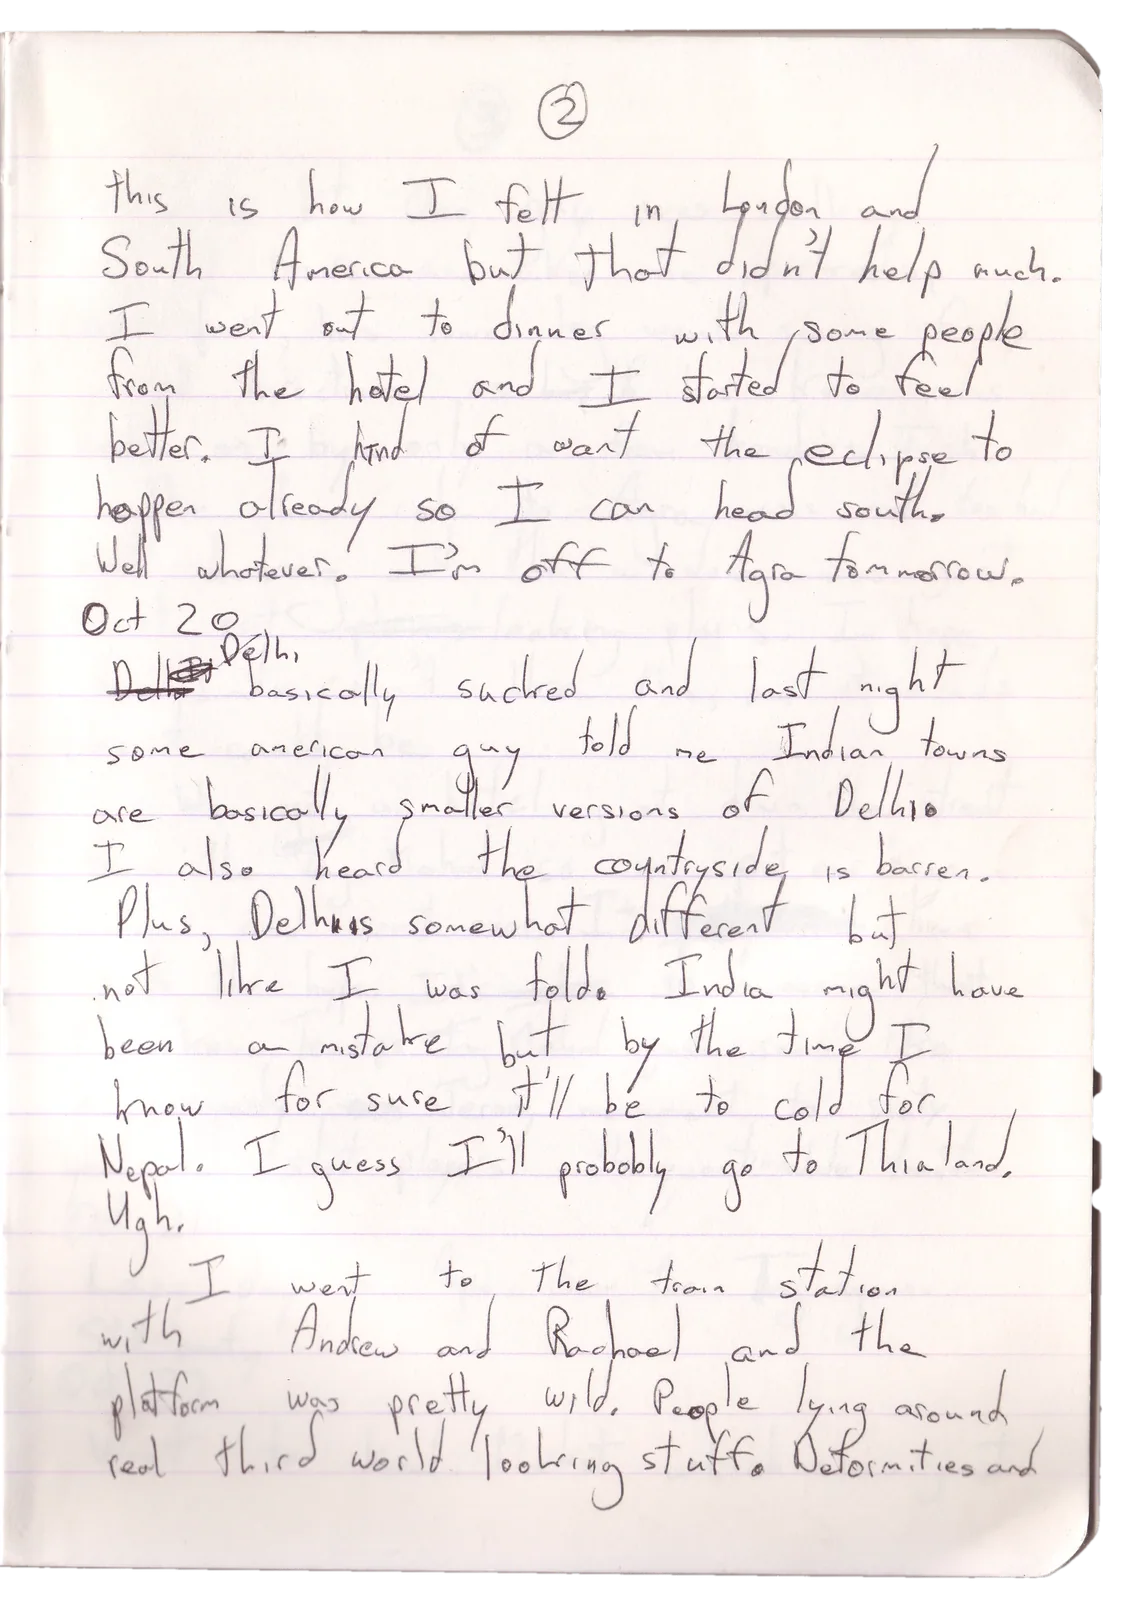 2
this is how I felt in London and
South America but that didn't help much.
I went out to dinner with some people
from the hotel and I started to feel
better. I kind of want the eclipse to
happen already so I can head south.
Well whatever. I'm off to Agra tommorrow.
Oct 20
Delhi
basically sucked and last night
some american guy told me Indian towns
are basically smaller versions of Delhi.
I also heard the countryside is barren.
Plus, Delhi is somewhat different but
not like I was told. India might have
been a mistake but by the time I
know for sure it'll be to cold for
Nepal. I guess I'll probobly go to Thialand.
Ugh.
I went to the train station
with Andrew and Rachael and the
platform was pretty wild. People lying around
real third world looking stuff. Deformities and